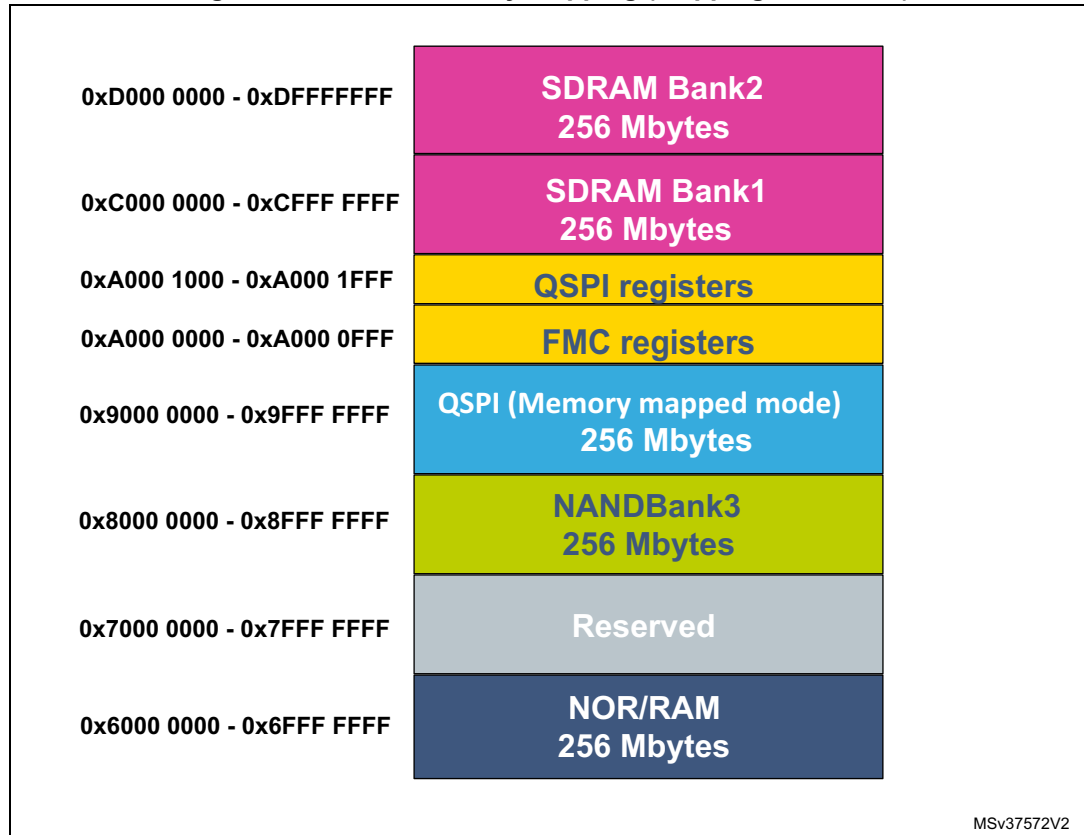 0xD000 0000 - 0xDFFFFFFF
SDRAM Bank2
256 Mbytes
0xC000 0000 - 0xCFFF FFFF
SDRAM Bank1
256 Mbytes
0xA000 1000 - 0xA000 1FFF
QSPI registers
0xA000 0000 - 0xA000 0FFF
FMC registers
0x9000 0000 - 0x9FFF FFFF
QSPI (Memory mapped mode)
256 Mbytes
0x8000 0000 - 0x8FFF FFFF
NANDBank3
256 Mbytes
0x7000 0000 - 0x7FFF FFFF
Reserved
0x6000 0000 - 0x6FFF FFFF
NOR/RAM
256 Mbytes
MSv37572V2